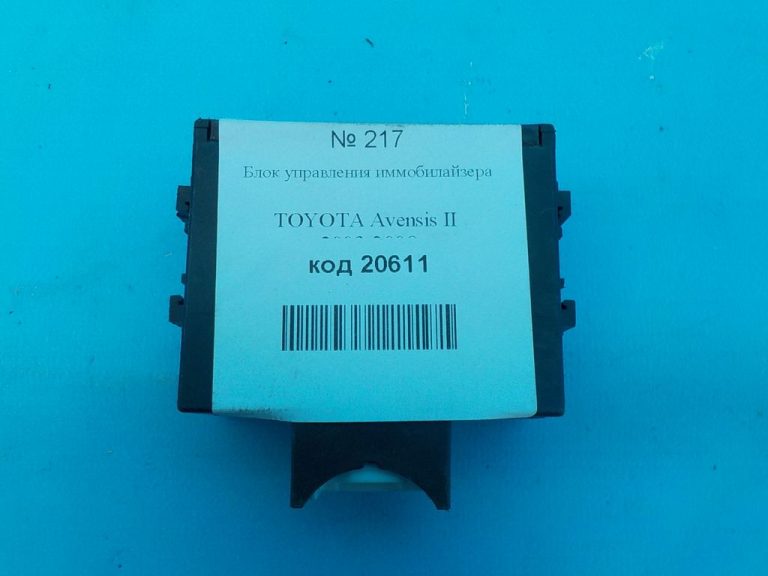 № 217
Блок управления иммобилайзера
TOYOTA Avensis II
код 20611